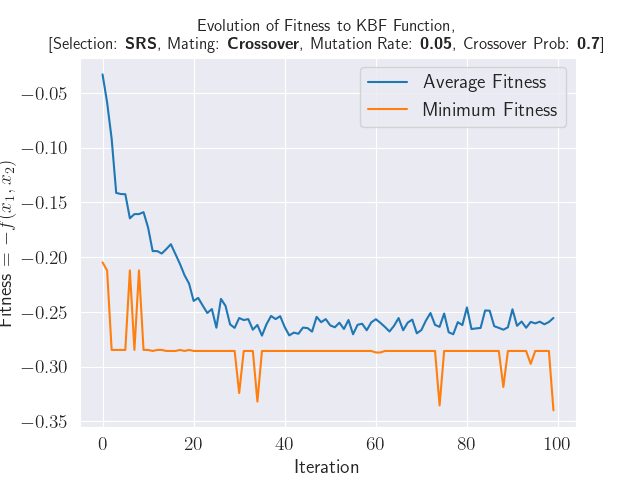 Evolution of Fitness to KBF Function,
[Selection: SRS, Mating: Crossover, Mutation Rate: 0.05, Crossover Prob: 0.7]
Average Fitness
Minimum Fitness
Fitness = −f(x₁, x₂)
−0.05
−0.10
−0.15
−0.20
−0.25
−0.30
−0.35
0 20 40 60 80 100
Iteration